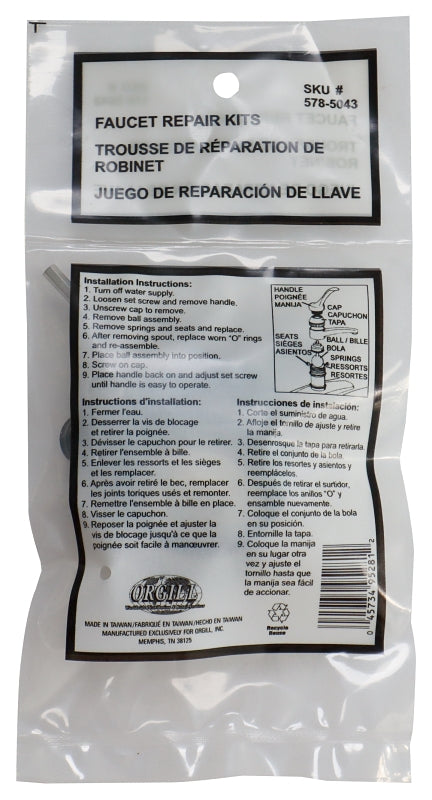 SKU #
578-5043
FAUCET REPAIR KITS
TROUSSE DE RÉPARATION DE
ROBINET
JUEGO DE REPARACIÓN DE LLAVE
Installation Instructions:
1. Turn off water supply.
2. Loosen set screw and remove handle.
3. Unscrew cap to remove.
4. Remove ball assembly.
5. Remove springs and seats and replace.
6. After removing spout, replace worn "O" rings
and re-assemble.
7. Place ball assembly into position.
8. Screw on cap.
9. Place handle back on and adjust set screw
until handle is easy to operate.
HANDLE
POIGNÉE
MANIJA
CAP
CAPUCHON
TAPA
BALL / BILLE
BOLA
SEATS
SIÈGES
ASIENTOS
SPRINGS
RESSORTS
RESORTES
Instructions d'installation:
1. Fermer l'eau.
2. Desserrer la vis de blocage
et retirer la poignée.
3. Dévisser le capuchon pour le retirer.
4. Retirer l'ensemble à bille.
5. Enlever les ressorts et les sièges
et les remplacer.
6. Après avoir retiré le bec, remplacer
les joints toriques usés et remonter.
7. Remettre l'ensemble à bille en place.
8. Visser le capuchon.
9. Reposer la poignée et ajuster la
vis de blocage jusqu'à ce que la
poignée soit facile à manœuvrer.
Instrucciones de instalación:
1. Corte el suministro de agua.
2. Afloje el tornillo de ajuste y retire
la manija.
3. Desenrosque la tapa para retirarla.
4. Retire el conjunto de la bola.
5. Retire los resortes y asientos y
reemplácelos.
6. Después de retirar el surtidor,
reemplace los anillos "O" y
ensamble nuevamente.
7. Coloque el conjunto de la bola
en su posición.
8. Entornille la tapa.
9. Coloque la manija
en su lugar otra
vez y ajuste el
tornillo hasta que
la manija sea fácil
de accionar.
ORGILL
MADE IN TAIWAN/FABRIQUÉ EN TAIWAN/HECHO EN TAIWAN
MANUFACTURED EXCLUSIVELY FOR ORGILL, INC.
MEMPHIS, TN 38125
Recycle
Reuse
0 45734 95281 2